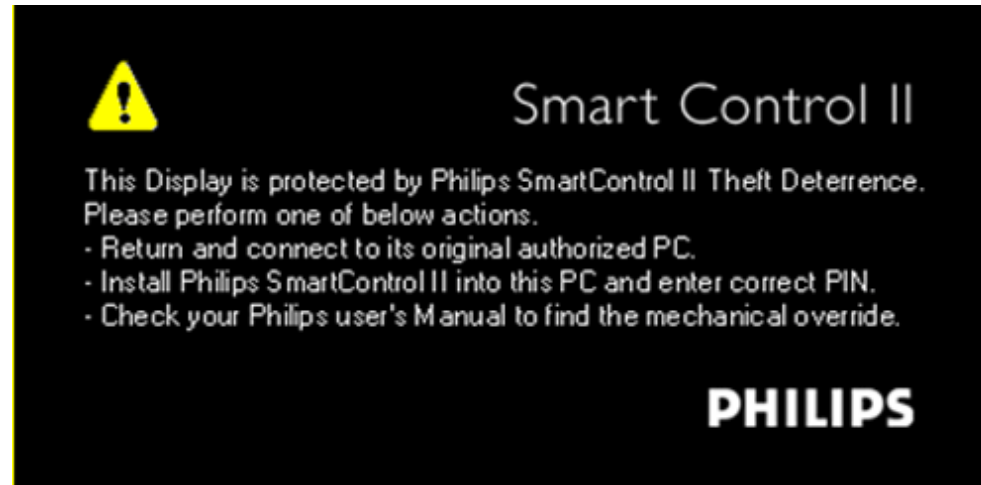 Smart Control II
This Display is protected by Philips SmartControl II Theft Deterrence.
Please perform one of below actions.
- Return and connect to its original authorized PC.
- Install Philips SmartControl II into this PC and enter correct PIN.
- Check your Philips user's Manual to find the mechanical override.
PHILIPS